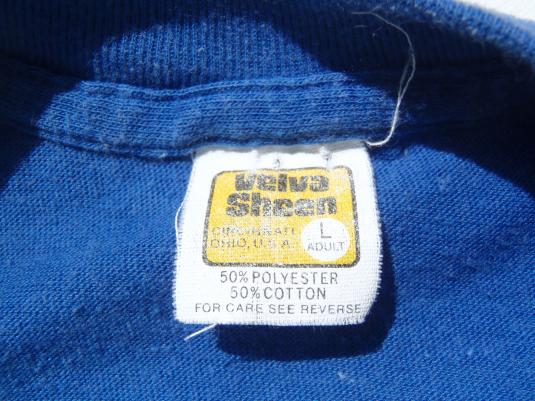 Velva
Sheen
CINCINNATI
OHIO, U.S.A.
L
ADULT
50% POLYESTER
50% COTTON
FOR CARE SEE REVERSE